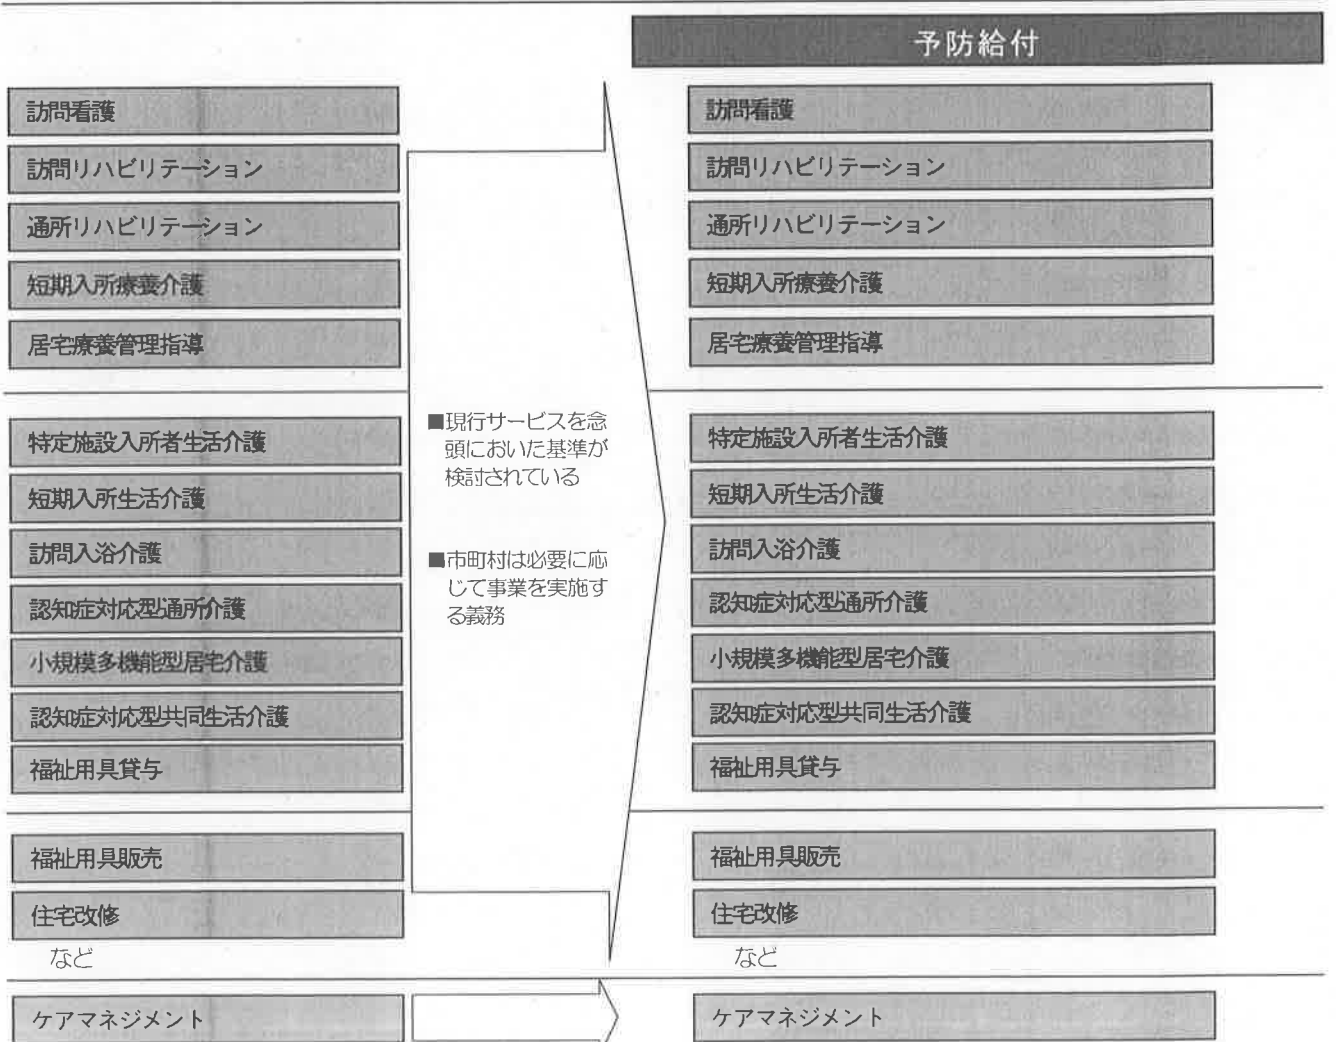 予防給付
訪問看護
訪問リハビリテーション
通所リハビリテーション
短期入所療養介護
居宅療養管理指導
特定施設入所者生活介護
短期入所生活介護
訪問入浴介護
認知症対応型通所介護
小規模多機能型居宅介護
認知症対応型共同生活介護
福祉用具貸与
福祉用具販売
住宅改修
など
ケアマネジメント
■現行サービスを念
頭においた基準が
検討されている
■市町村は必要に応
じて事業を実施す
る義務
訪問看護
訪問リハビリテーション
通所リハビリテーション
短期入所療養介護
居宅療養管理指導
特定施設入所者生活介護
短期入所生活介護
訪問入浴介護
認知症対応型通所介護
小規模多機能型居宅介護
認知症対応型共同生活介護
福祉用具貸与
福祉用具販売
住宅改修
など
ケアマネジメント